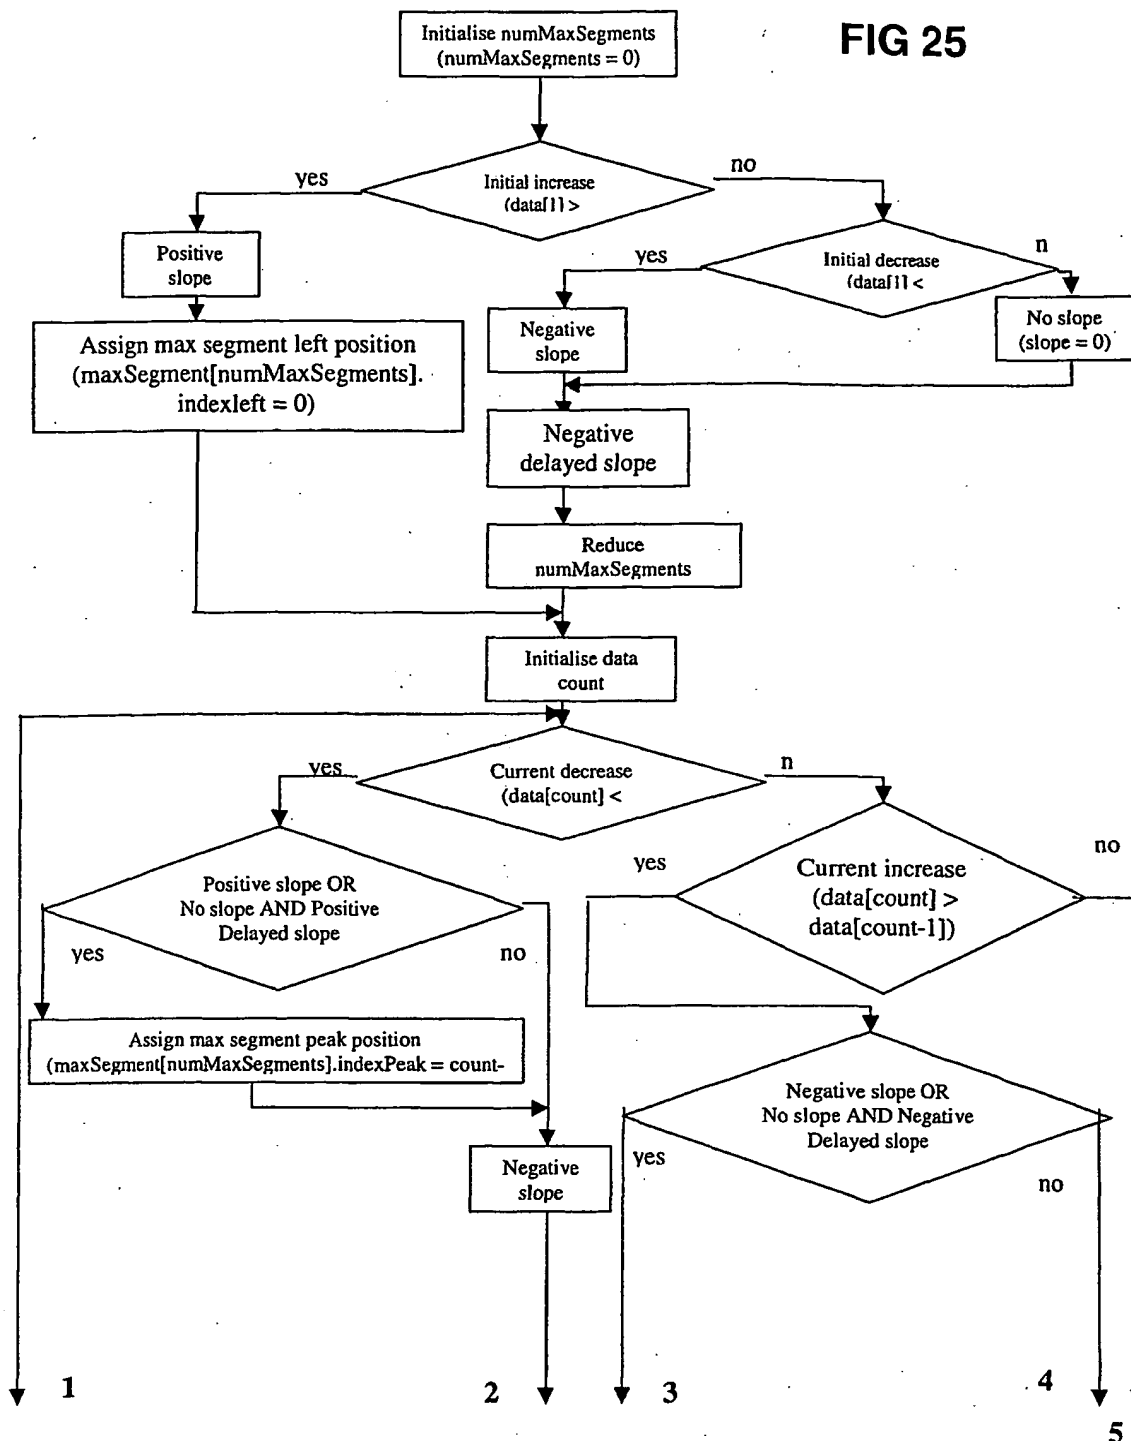 FIG 25
Initialise numMaxSegments
(numMaxSegments = 0)
yes
Initial increase
(data[1] >
no
Positive
slope
yes
Initial decrease
(data[1] <
n
Assign max segment left position
(maxSegment[numMaxSegments].
indexleft = 0)
Negative
slope
No slope
(slope = 0)
Negative
delayed slope
Reduce
numMaxSegments
Initialise data
count
yes
Current decrease
(data[count] <
n
Positive slope OR
No slope AND Positive
Delayed slope
yes
no
yes
Current increase
(data[count] >
data[count-1])
no
Assign max segment peak position
(maxSegment[numMaxSegments].indexPeak = count-
Negative slope OR
No slope AND Negative
Delayed slope
yes
no
Negative
slope
1
2
3
4
5